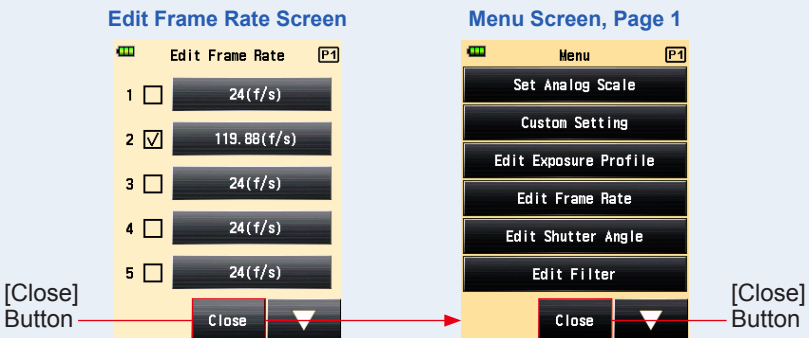 Edit Frame Rate Screen
Edit Frame Rate P1
1 24(f/s)
2 119.88(f/s)
3 24(f/s)
4 24(f/s)
5 24(f/s)
Close
[Close]
Button
Menu Screen, Page 1
Menu P1
Set Analog Scale
Custom Setting
Edit Exposure Profile
Edit Frame Rate
Edit Shutter Angle
Edit Filter
Close
[Close]
Button